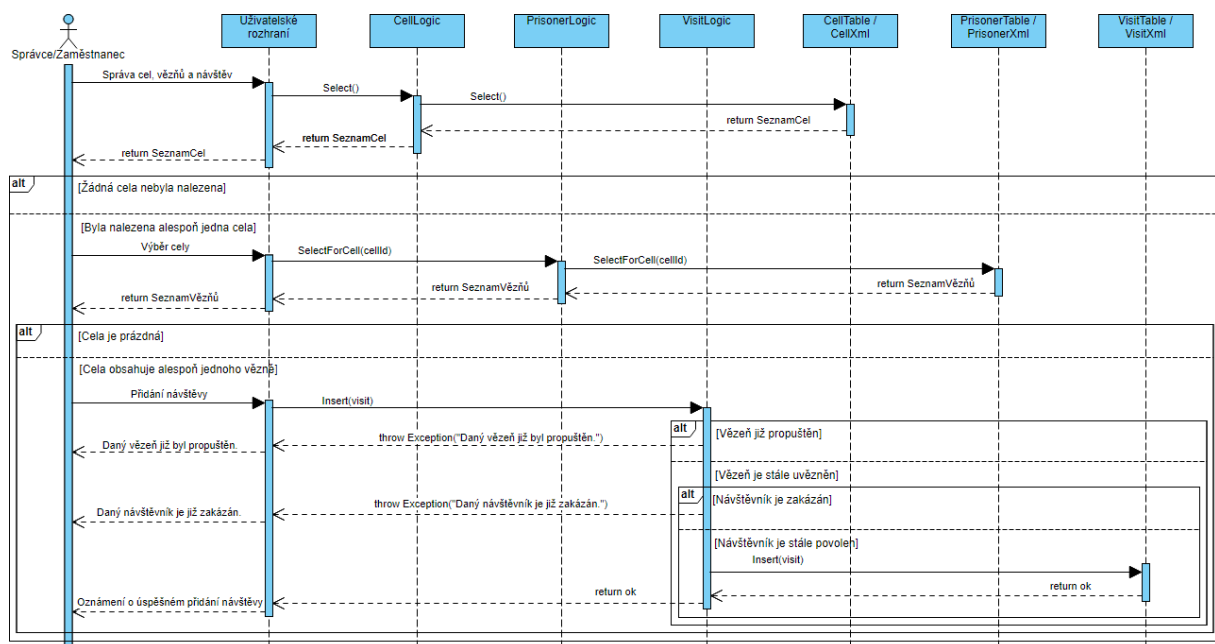 Uživatelské
rozhraní
CellLogic
PrisonerLogic
VisitLogic
CellTable /
CellXml
PrisonerTable /
PrisonerXml
VisitTable /
VisitXml
Správce/Zaměstnanec
Správa cel, vězňů a návštěv
Select()
Select()
return SeznamCel
return SeznamCel
return SeznamCel
alt
[Žádná cela nebyla nalezena]
[Byla nalezena alespoň jedna cela]
Výběr cely
SelectForCell(cellId)
SelectForCell(cellId)
return SeznamVězňů
return SeznamVězňů
return SeznamVězňů
alt
[Cela je prázdná]
[Cela obsahuje alespoň jednoho vězně]
Přidání návštěvy
Insert(visit)
alt
[Vězeň již propuštěn]
throw Exception("Daný vězeň již byl propuštěn.")
Daný vězeň již byl propuštěn.
[Vězeň je stále uvězněn]
alt
[Návštěvník je zakázán]
throw Exception("Daný návštěvník je již zakázán.")
Daný návštěvník je již zakázán.
[Návštěvník je stále povolen]
Insert(visit)
return ok
return ok
Oznámení o úspěšném přidání návštěvy